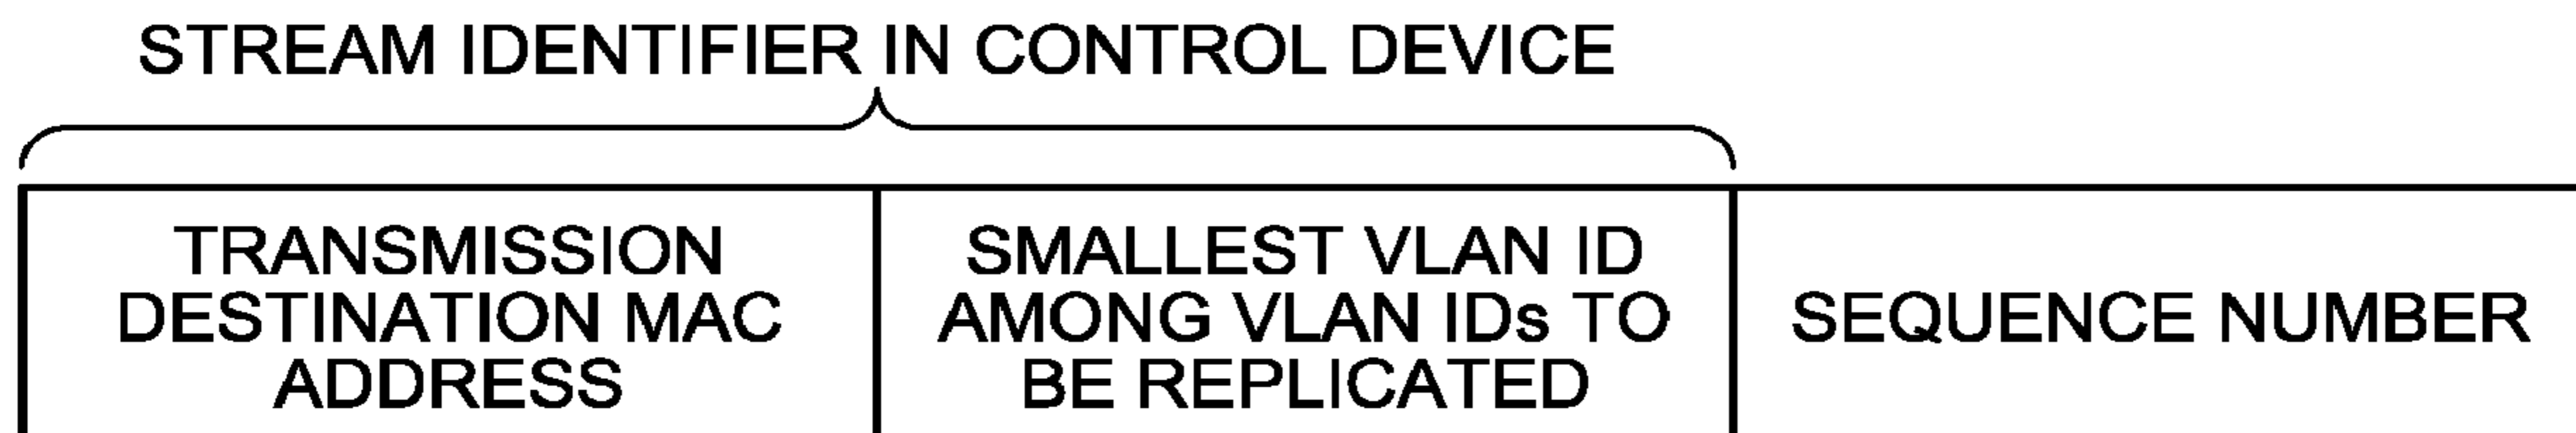 STREAM IDENTIFIER IN CONTROL DEVICE
TRANSMISSION
DESTINATION MAC
ADDRESS
SMALLEST VLAN ID
AMONG VLAN IDs TO
BE REPLICATED
SEQUENCE NUMBER